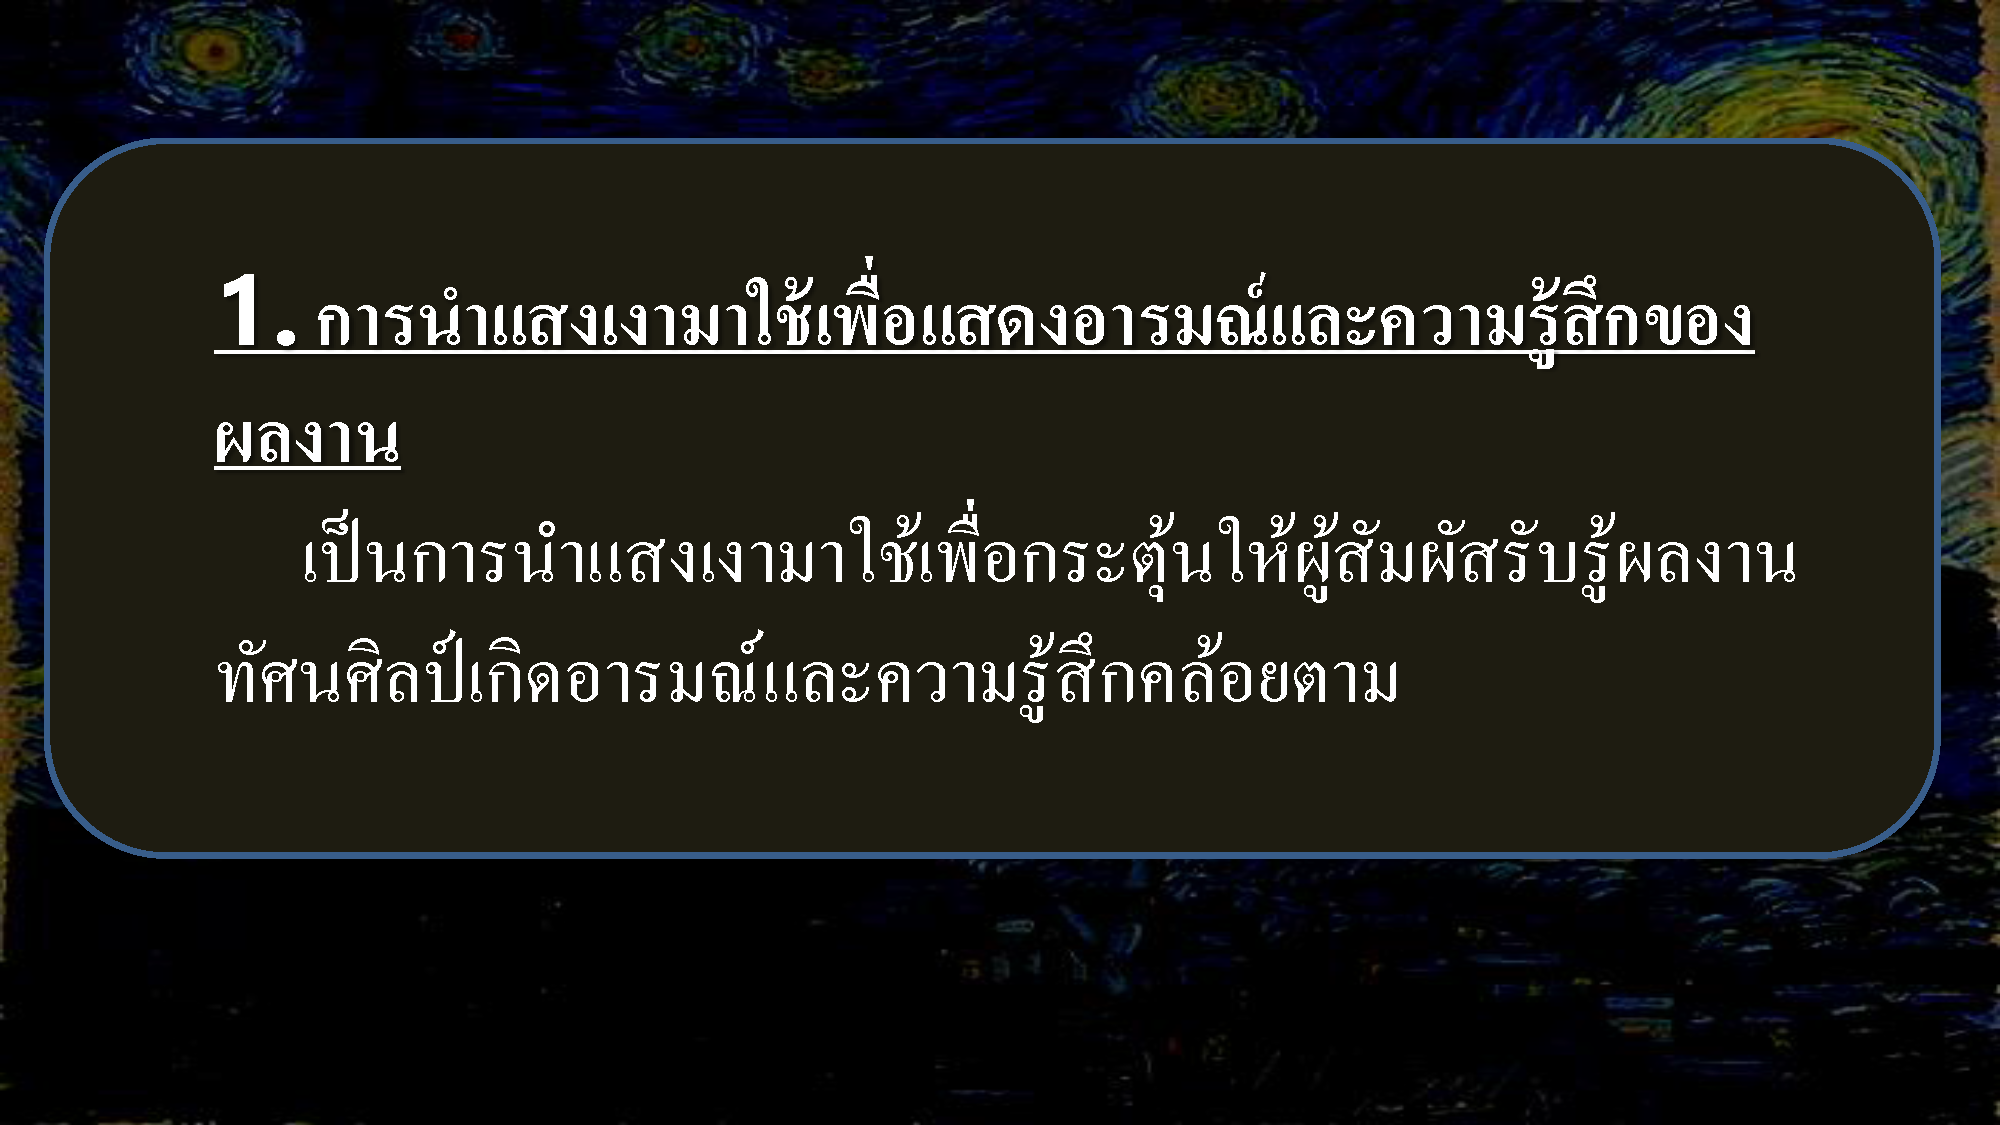 1. การนำแสงเงามาใช้เพื่อแสดงอารมณ์และความรู้สึกของ
ผลงาน
เป็นการนำแสงเงามาใช้เพื่อกระตุ้นให้ผู้สัมผัสรับรู้ผลงาน
ทัศนศิลป์เกิดอารมณ์และความรู้สึกคล้อยตาม